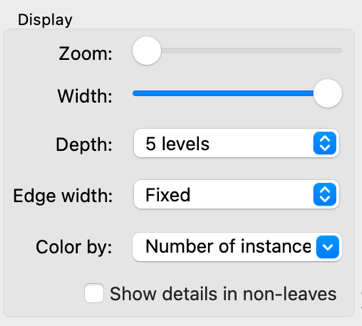 Display
Zoom:
Width:
Depth: 5 levels
Edge width: Fixed
Color by: Number of instance
Show details in non-leaves